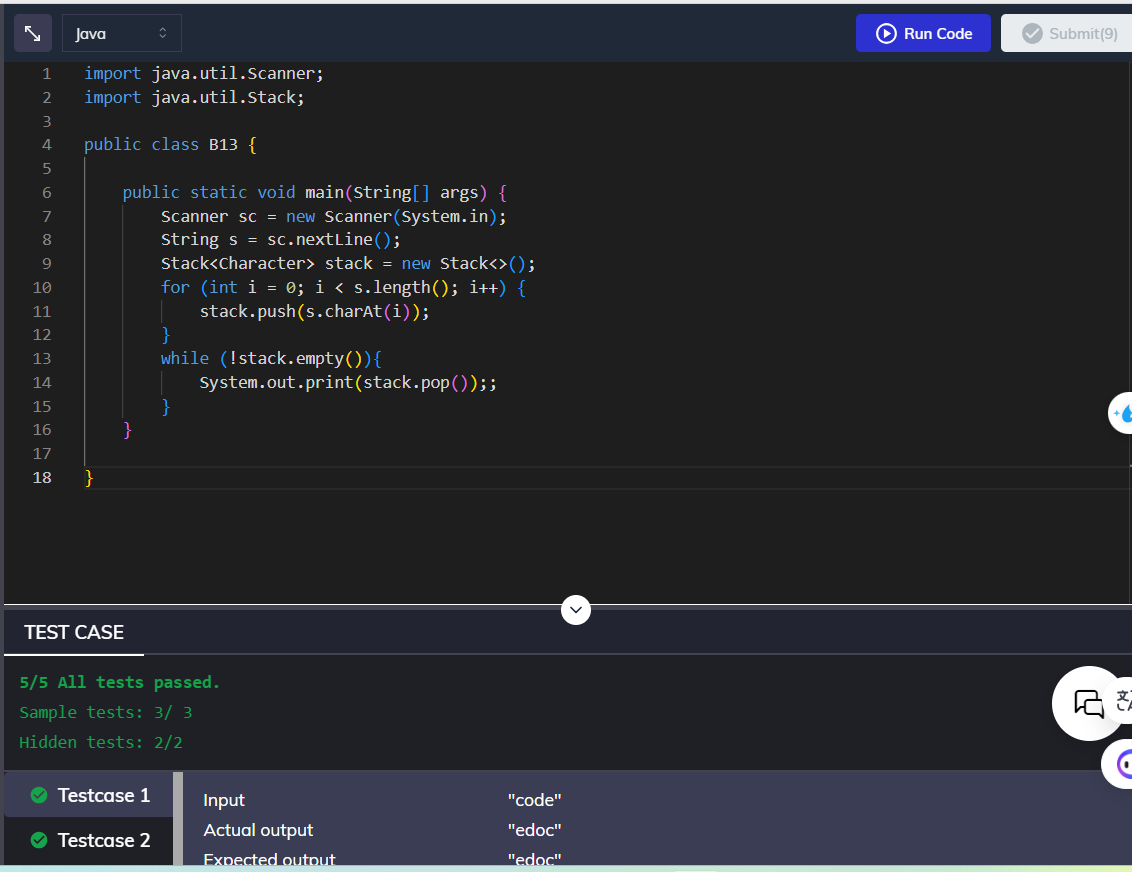 Java
Run Code
Submit(9)
1 import java.util.Scanner;
2 import java.util.Stack;
3
4 public class B13 {
5
6     public static void main(String[] args) {
7         Scanner sc = new Scanner(System.in);
8         String s = sc.nextLine();
9         Stack<Character> stack = new Stack<>();
10         for (int i = 0; i < s.length(); i++) {
11             stack.push(s.charAt(i));
12         }
13         while (!stack.empty()){
14             System.out.print(stack.pop());;
15         }
16     }
17
18 }
TEST CASE
5/5 All tests passed.
Sample tests: 3/ 3
Hidden tests: 2/2
Testcase 1
Testcase 2
Input "code"
Actual output "edoc"
Expected output "edoc"